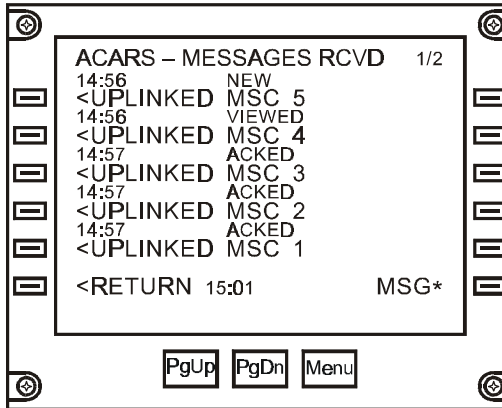 ACARS – MESSAGES RCVD 1/2
14:56 NEW
<UPLINKED MSC 5
14:56 VIEWED
<UPLINKED MSC 4
14:57 ACKED
<UPLINKED MSC 3
14:57 ACKED
<UPLINKED MSC 2
14:57 ACKED
<UPLINKED MSC 1
<RETURN 15:01 MSG*
PgUp PgDn Menu